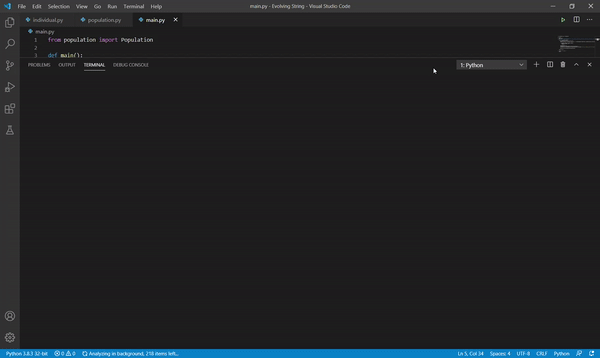 File Edit Selection View Go Run Terminal Help main.py - Evolving String - Visual Studio Code
individual.py population.py main.py
main.py
1 from population import Population
2
3 def main():
PROBLEMS OUTPUT TERMINAL DEBUG CONSOLE 1: Python
Python 3.8.3 32-bit 0 0 Analyzing in background, 218 items left... Ln 5, Col 34 Spaces: 4 UTF-8 CRLF Python